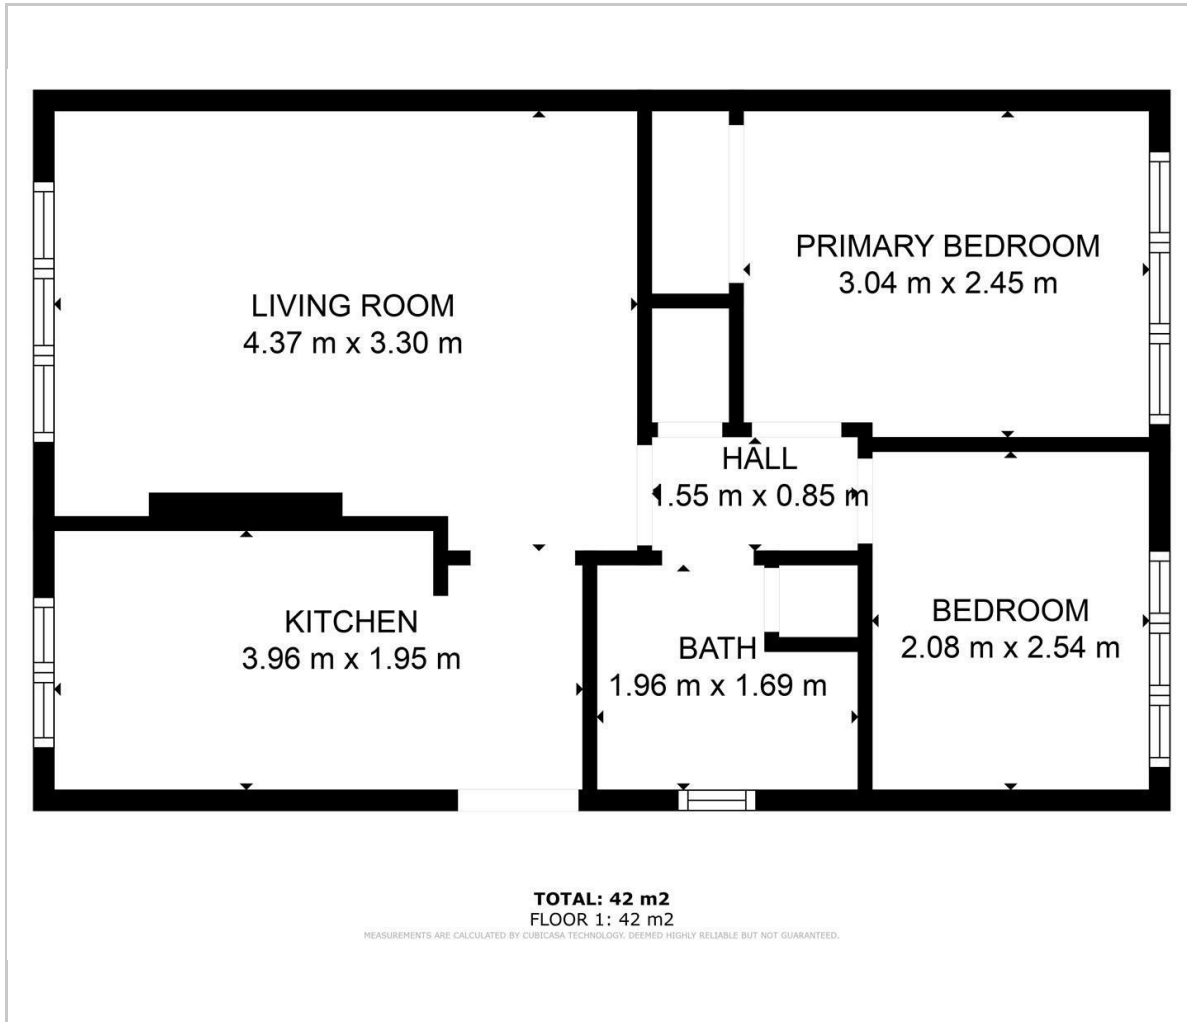 LIVING ROOM
4.37 m x 3.30 m
PRIMARY BEDROOM
3.04 m x 2.45 m
HALL
1.55 m x 0.85 m
KITCHEN
3.96 m x 1.95 m
BATH
1.96 m x 1.69 m
BEDROOM
2.08 m x 2.54 m
TOTAL: 42 m2
FLOOR 1: 42 m2
MEASUREMENTS ARE CALCULATED BY CUBICASA TECHNOLOGY. DEEMED HIGHLY RELIABLE BUT NOT GUARANTEED.